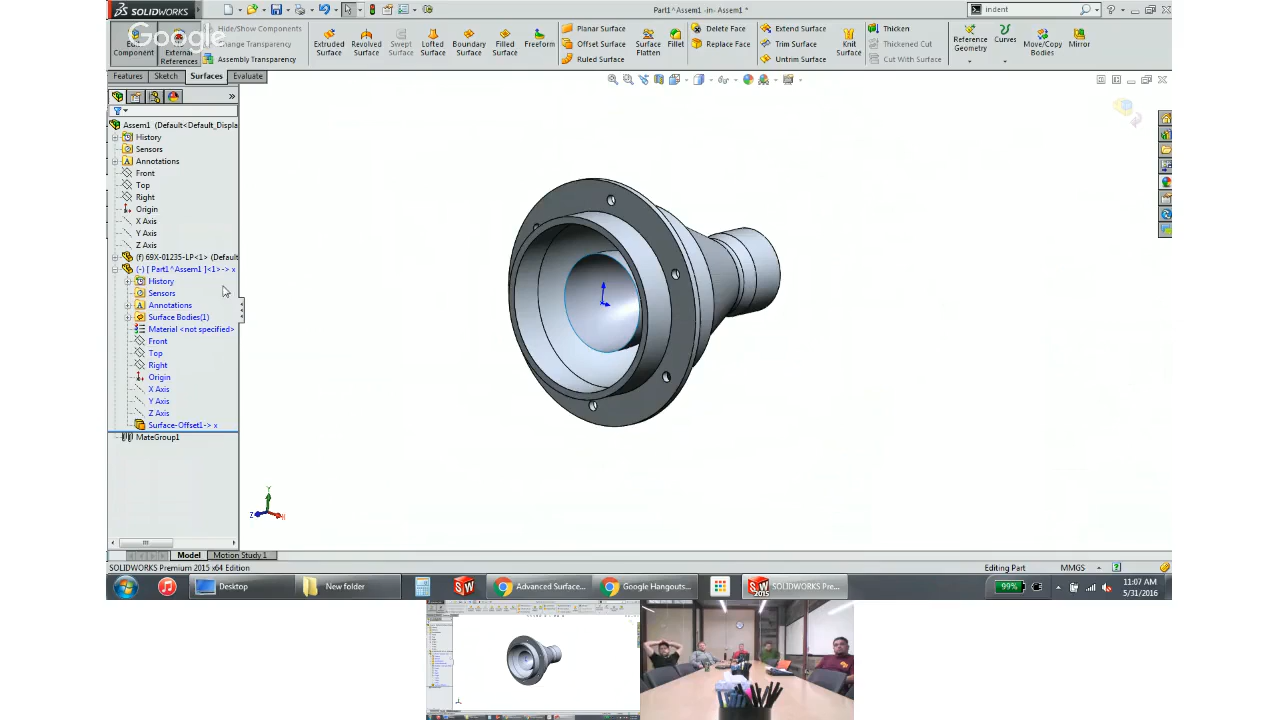 SOLIDWORKS
Part1^Assem1 -in- Assem1 *
indent
Google
Edit Component
External References
Hide/Show Components
Change Transparency
Assembly Transparency
Extruded Surface
Revolved Surface
Swept Surface
Lofted Surface
Boundary Surface
Filled Surface
Freeform
Planar Surface
Offset Surface
Ruled Surface
Surface Flatten
Fillet
Delete Face
Replace Face
Extend Surface
Trim Surface
Untrim Surface
Knit Surface
Thicken
Thickened Cut
Cut With Surface
Reference Geometry
Curves
Move/Copy Bodies
Mirror
Features
Sketch
Surfaces
Evaluate
Assem1 (Default<Default_Displa
History
Sensors
Annotations
Front
Top
Right
Origin
X Axis
Y Axis
Z Axis
(f) 69X-01235-LP<1> (Default
(-) [ Part1^Assem1 ]<1>-> x
History
Sensors
Annotations
Surface Bodies(1)
Material <not specified>
Front
Top
Right
Origin
X Axis
Y Axis
Z Axis
Surface-Offset1-> x
MateGroup1
Y
Z
Model
Motion Study 1
SOLIDWORKS Premium 2015 x64 Edition
Editing Part
MMGS
Desktop
New folder
Advanced Surface...
Google Hangouts...
SOLIDWORKS Pre...
99%
11:07 AM
5/31/2016